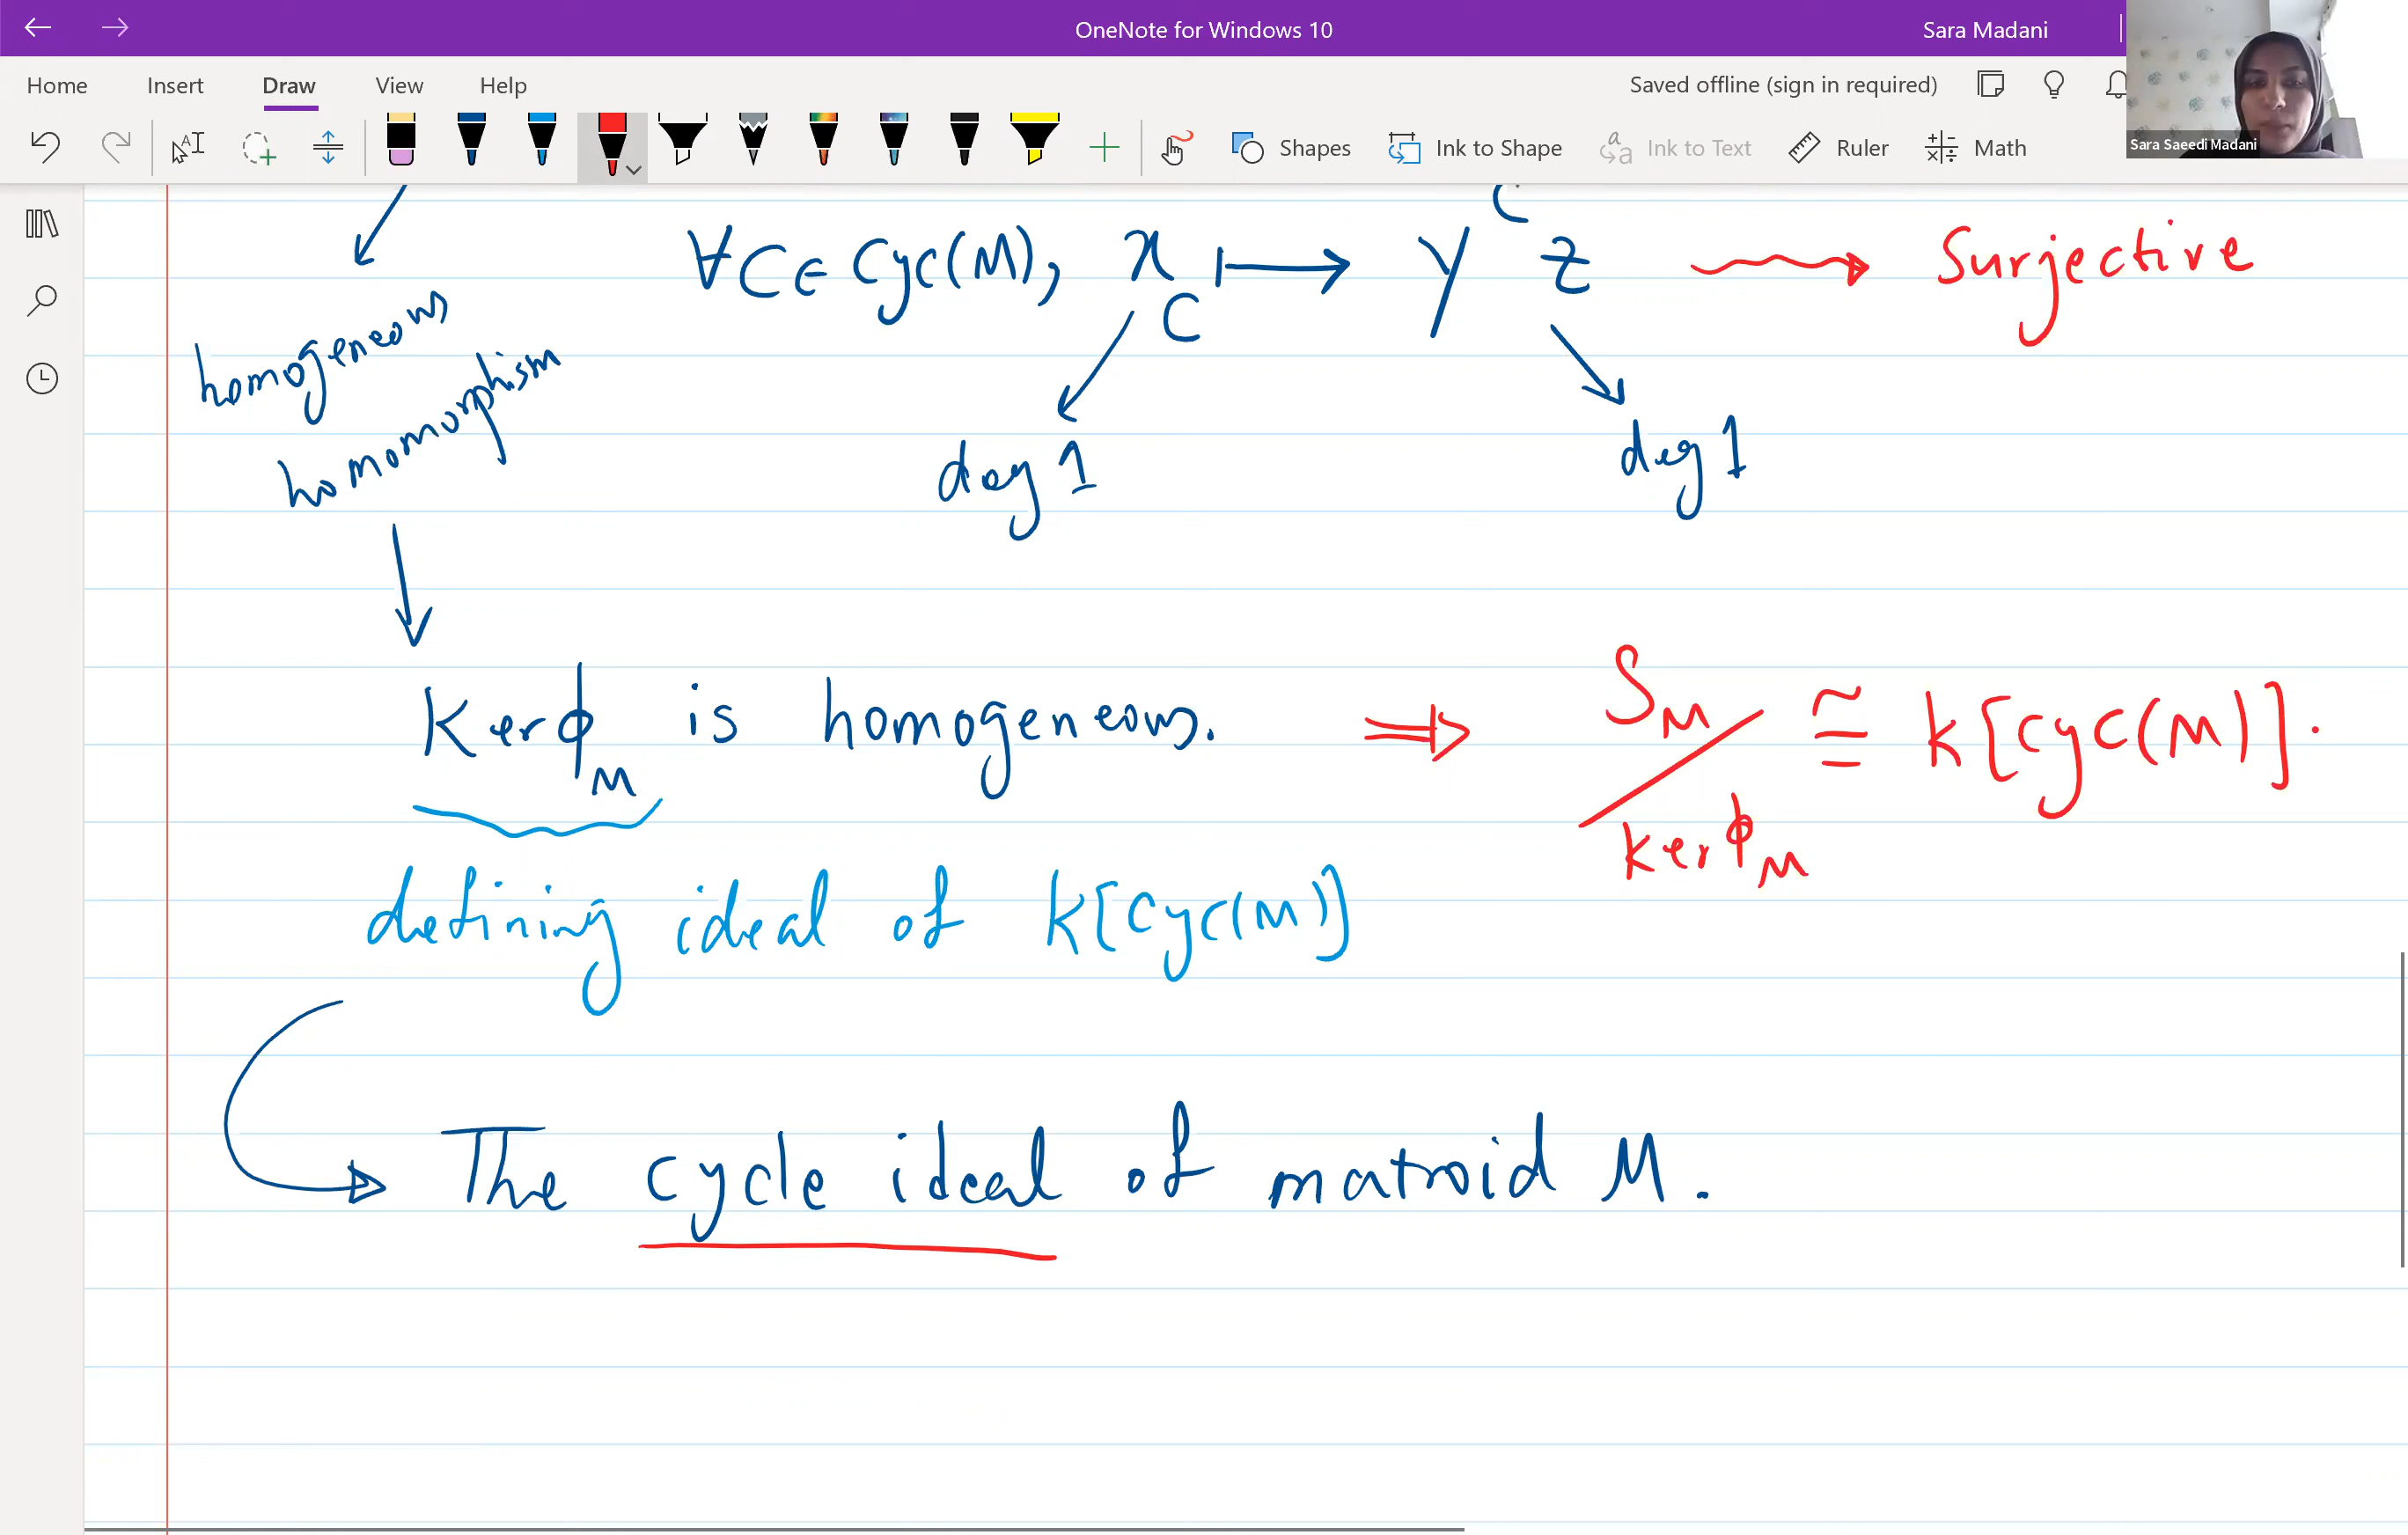 OneNote for Windows 10
Sara Madani
Home Insert Draw View Help
Saved offline (sign in required)
Shapes Ink to Shape Ink to Text Ruler Math
Sara Saeedi Madani
∀C∈ Cyc(M), x_C ↦ y^C z ⇝ Surjective
homogeneous
homomorphism
deg 1
deg 1
Ker ϕ_M is homogeneous. ⟹ S_M / Ker ϕ_M ≅ k[Cyc(M)].
defining ideal of k[Cyc(M)]
The cycle ideal of matroid M.